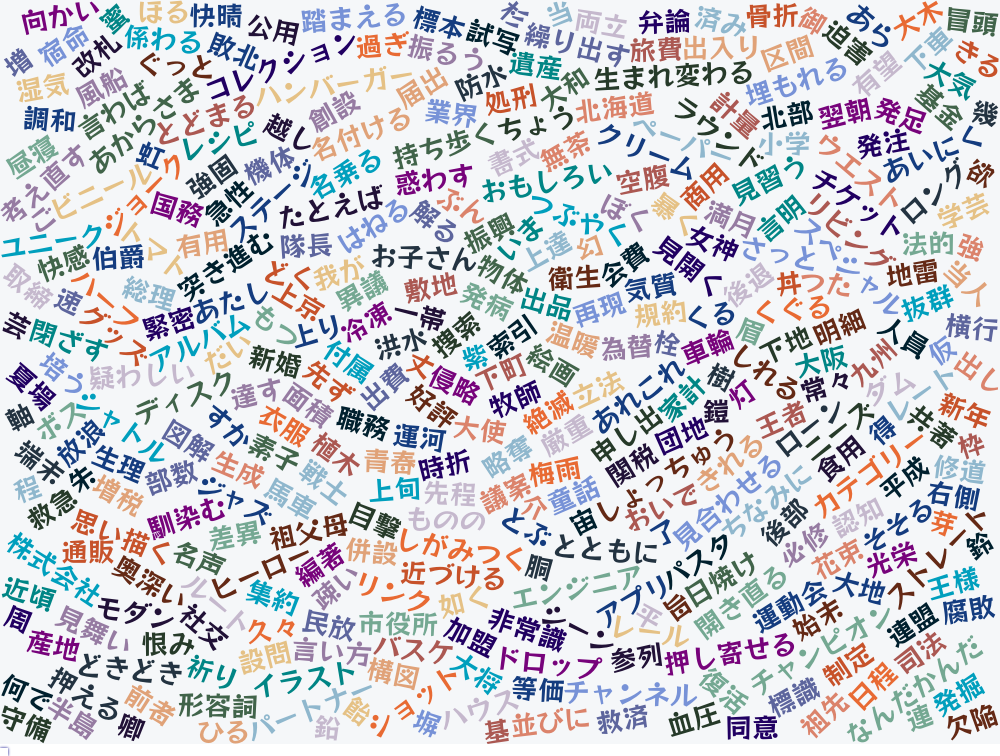 向かい
蜜
ほる
快晴
公用
踏まえる
標本
試写
杉
当
両立
弁論
済み
骨折
御
迫害
あら
大木
冒頭
増
宿命
改札
係わる
敗北
コレクション
過ぎ
振るう
繰り出す
旅費
出入り
区間
下車
きる
湿気
風船
ぐっと
ハンバーガー
届出
防水
遺産
大和
生まれ変わる
埋もれる
有望
大気
調和
言わば
あからさま
とどまる
レシピ
越し
創設
名付ける
業界
処刑
ちょう
北海道
ラウンド
計量
北部
翌朝
発足
基金
幾
昼寝
考え直す
虹
強固
機体
名乗る
持ち歩く
書式
無茶
クリーム
ペーパー
小学
ウエスト
発注
あいにく
ビニール
ショック
国務
急性
ステージ
たとえば
惑わす
おもしろい
空腹
商用
見習う
チケット
ロング
欲
ユニーク
快感
伯爵
有用
突き進む
隊長
はねる
解る
ぶん
振興
いま
つぶやく
ぼく
暴く
満月
言明
リビング
学芸
お子さん
上達
幻
女神
さっと
スペシャル
法的
強
取締
速
ハーフ
総理
どく
我が
異議
敷地
物体
衛生
会費
見開く
後退
丼
つた
地雷
当人
芸
閉ざす
グッズ
緊密
あたし
上京
冷凍
一帯
発病
出品
再現
気質
規約
くる
くぐる
抜群
横行
アルバム
もつ
上り
洪水
捜索
索引
温暖
為替
栓
車輪
眉
下地
明細
人員
仮
出し
夏場
培う
疑わしい
だい
新婚
付属
出費
丈
侵略
紫
下町
絵画
立法
あれこれ
家計
樹
灯
しれる
大阪
常々
九州
ダム
軸
ボス
シャトル
ディスク
達す
面積
先ず
好評
牧師
絶滅
申し出
鎧
王者
ロマンス
ニーズ
得
レート
共著
新年
端末
放浪
図解
すか
衣服
職務
運河
大使
略奪
厳重
関税
団地
しょっちゅう
きれる
食用
枠
程
朱
生理
部数
生成
素子
植木
青春
時折
議案
梅雨
おいで
見合わせる
ちなみに
カテゴリー
平成
修道
救急
増税
ジャズ
馬車
戦士
上旬
先程
介
童話
宙
了
後部
認知
そそる
右側
思い描く
馴染む
差異
祖父母
目撃
ものの
とぶ
とともに
必修
芽
株式会社
通販
奥深い
名声
ヒーロー
編著
併設
しがみつく
胴
アプリ
パスタ
日焼け
花束
光栄
ストレート
鈴
近頃
ルート
集約
疎い
リンク
近づける
エンジニア
旨
開き直る
運動会
大地
王様
周
見舞い
モダン
社交
久々
民放
市役所
如く
非常識
ジーン
平
レール
始末
連盟
腐敗
産地
恨み
設問
言い方
バスケ
加盟
ドロップ
参列
押し寄せる
チャンピオン
司法
何で
押える
どきどき
祈り
イラスト
構図
大将
等価
チャンネル
復活
標識
制定
日程
なんだかんだ
守備
半島
前者
卿
形容詞
ひる
パートナー
鉛
飴
ショット
塀
ハウス
基
並びに
救済
血圧
同意
祖先
連
発掘
欠陥